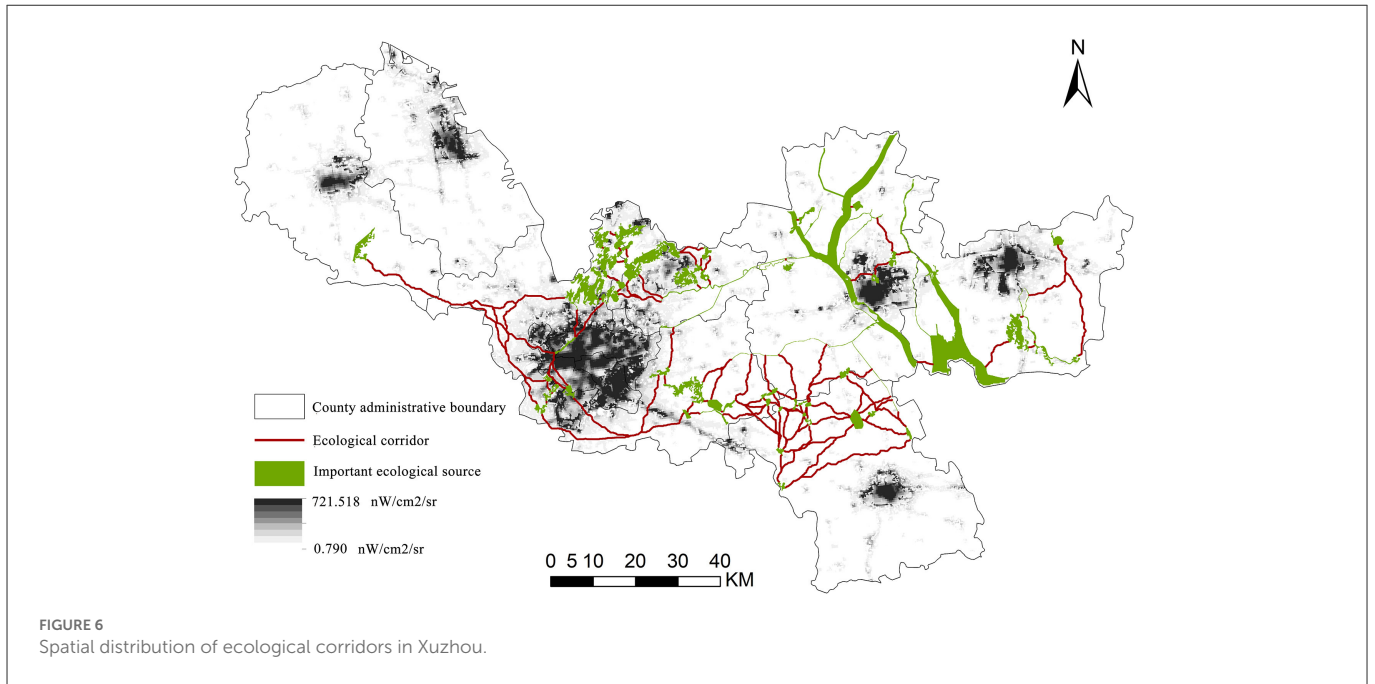 N
County administrative boundary
Ecological corridor
Important ecological source
721.518 nW/cm2/sr
0.790 nW/cm2/sr
0 5 10 20 30 40
KM
FIGURE 6
Spatial distribution of ecological corridors in Xuzhou.